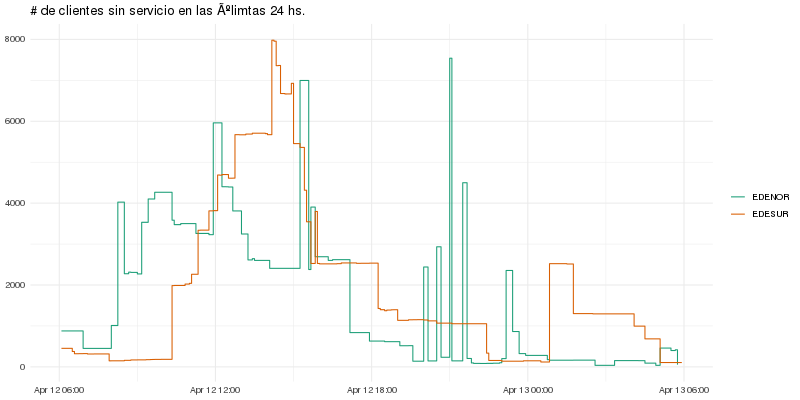 # de clientes sin servicio en las Ãºlimtas 24 hs.
8000
6000
4000
2000
0
Apr 12 06:00
Apr 12 12:00
Apr 12 18:00
Apr 13 00:00
Apr 13 06:00
EDENOR
EDESUR